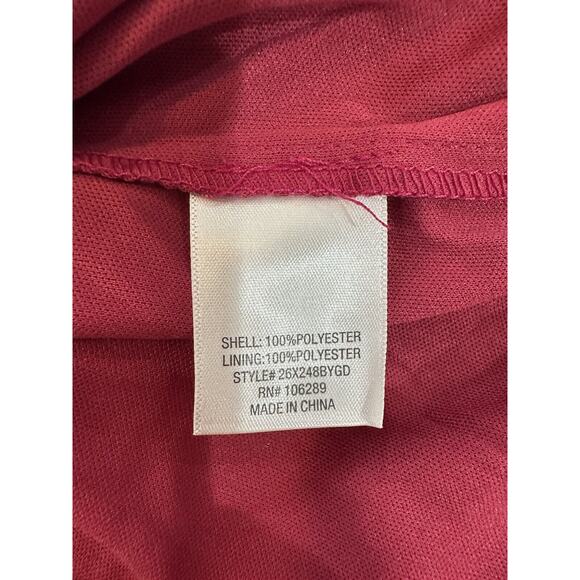 SHELL: 100%POLYESTER
LINING:100%POLYESTER
STYLE# 26X248BYGD
RN# 106289
MADE IN CHINA